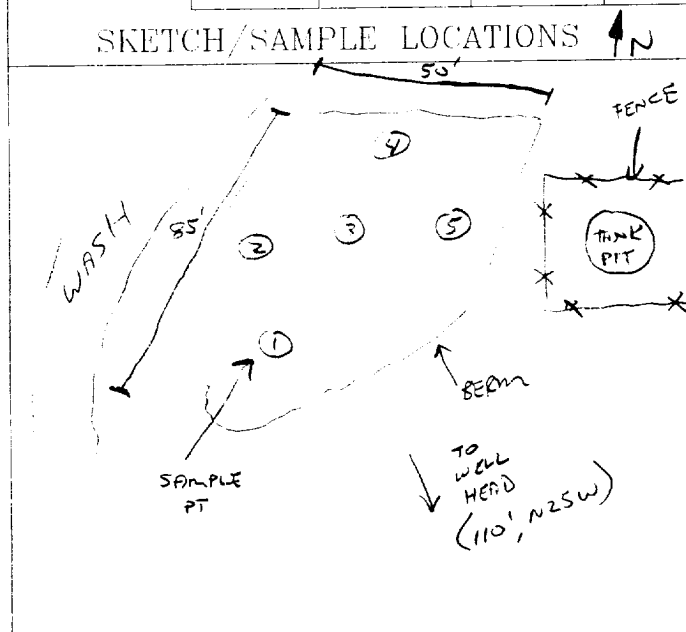 SKETCH/SAMPLE LOCATIONS
N
50'
FENCE
4
WASH
85'
2
3
5
TANK
PIT
1
BERM
SAMPLE
PT
TO
WELL
HEAD
(110', N25W)